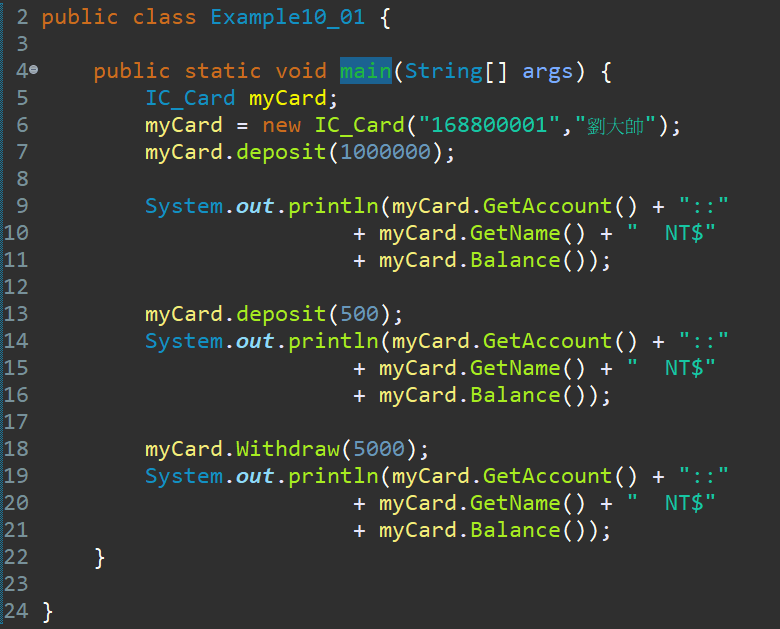 2 public class Example10_01 {
3
4     public static void main(String[] args) {
5         IC_Card myCard;
6         myCard = new IC_Card("168800001","劉大帥");
7         myCard.deposit(1000000);
8
9         System.out.println(myCard.GetAccount() + "::"
10                         + myCard.GetName() + "  NT$"
11                         + myCard.Balance());
12
13        myCard.deposit(500);
14        System.out.println(myCard.GetAccount() + "::"
15                         + myCard.GetName() + "  NT$"
16                         + myCard.Balance());
17
18        myCard.Withdraw(5000);
19        System.out.println(myCard.GetAccount() + "::"
20                         + myCard.GetName() + "  NT$"
21                         + myCard.Balance());
22    }
23
24 }